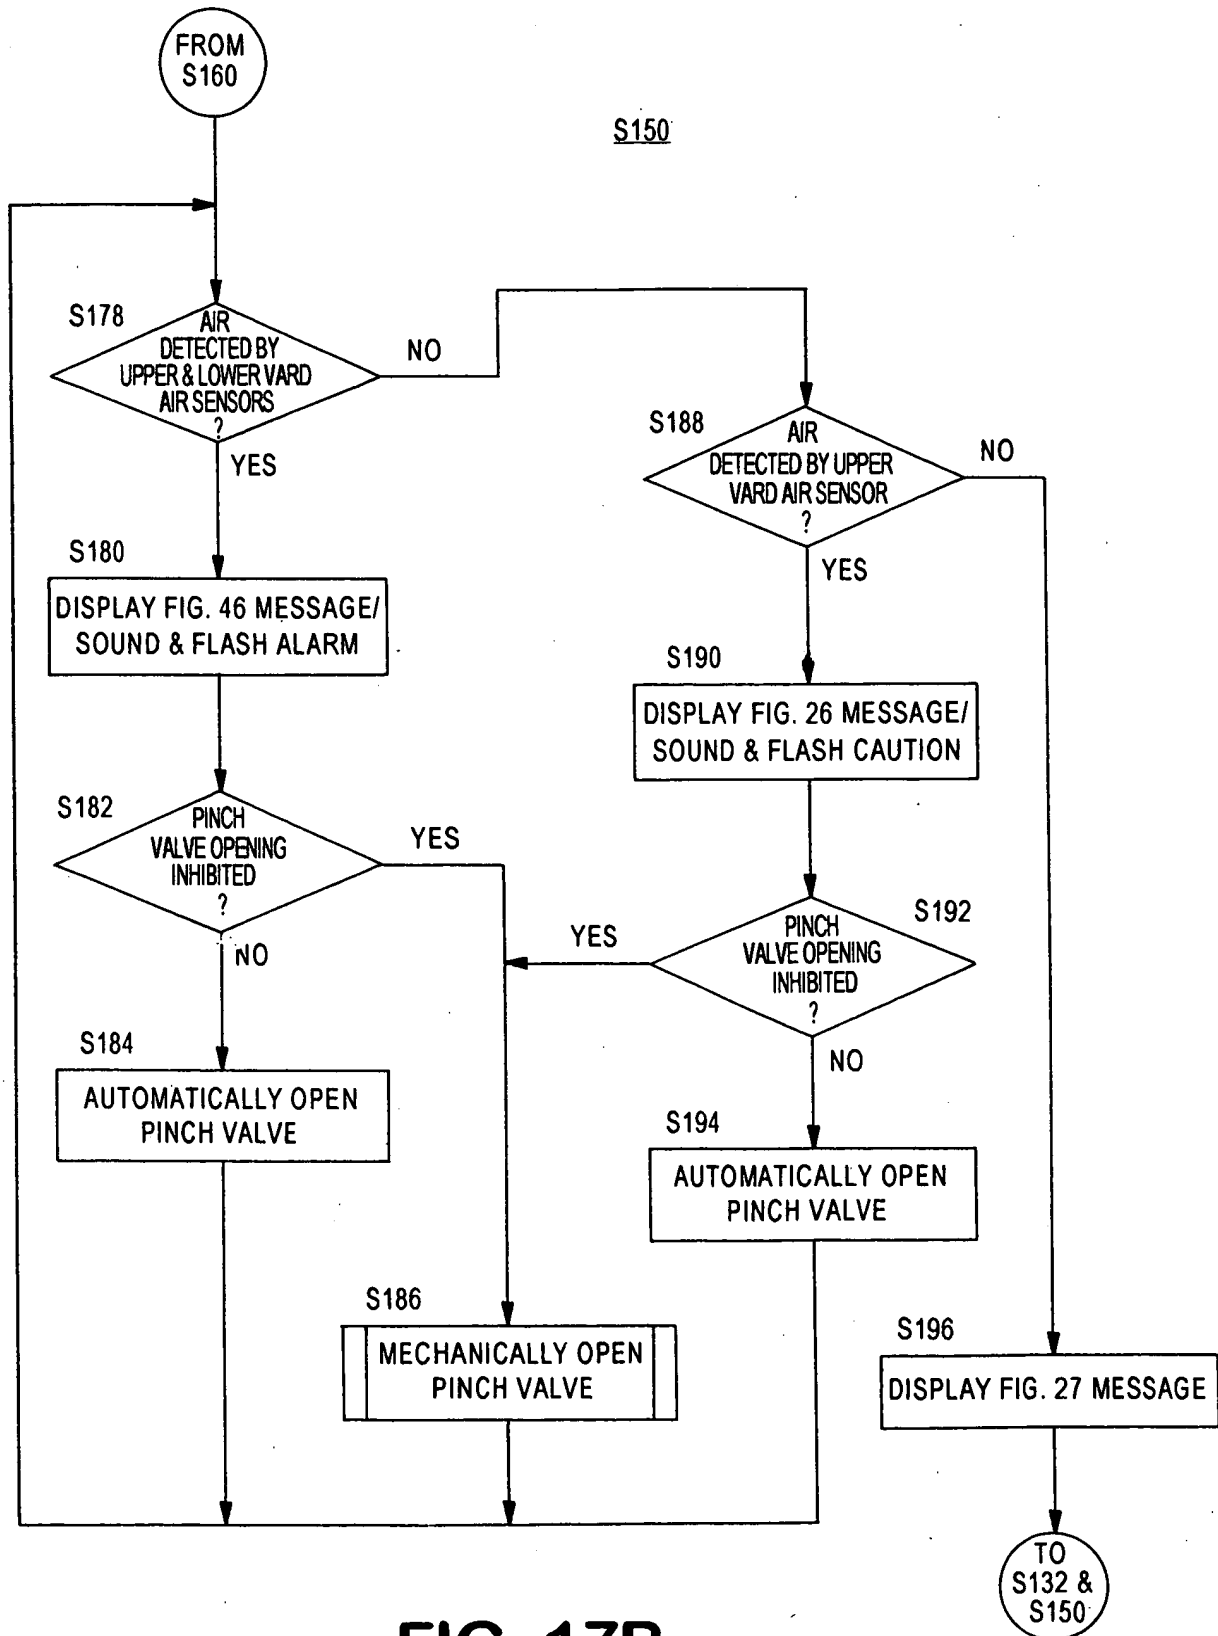 FROM
S160
S150
S178
AIR
DETECTED BY
UPPER & LOWER VARD
AIR SENSORS
?
NO
YES
S188
AIR
DETECTED BY UPPER
VARD AIR SENSOR
?
NO
YES
S180
DISPLAY FIG. 46 MESSAGE/
SOUND & FLASH ALARM
S190
DISPLAY FIG. 26 MESSAGE/
SOUND & FLASH CAUTION
S182
PINCH
VALVE OPENING
INHIBITED
?
YES
NO
S192
PINCH
VALVE OPENING
INHIBITED
?
YES
NO
S184
AUTOMATICALLY OPEN
PINCH VALVE
S194
AUTOMATICALLY OPEN
PINCH VALVE
S186
MECHANICALLY OPEN
PINCH VALVE
S196
DISPLAY FIG. 27 MESSAGE
TO
S132 &
S150
FIG. 17B